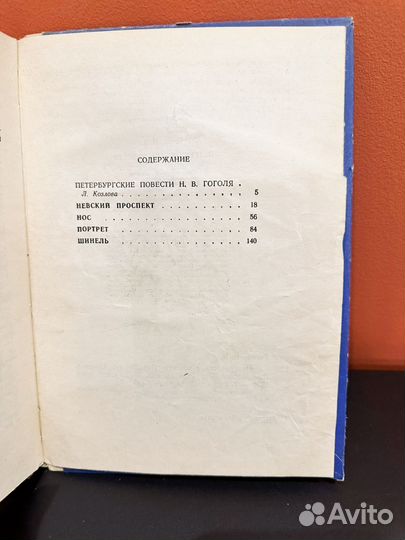 СОДЕРЖАНИЕ
ПЕТЕРБУРГСКИЕ ПОВЕСТИ Н. В. ГОГОЛЯ .
Л. Козлова . . . . . . . . . . . . . . . . 5
НЕВСКИЙ ПРОСПЕКТ . . . . . . . . . . 18
НОС . . . . . . . . . . . . . . . . . . 56
ПОРТРЕТ . . . . . . . . . . . . . . . 84
ШИНЕЛЬ . . . . . . . . . . . . . . . 140
Avito